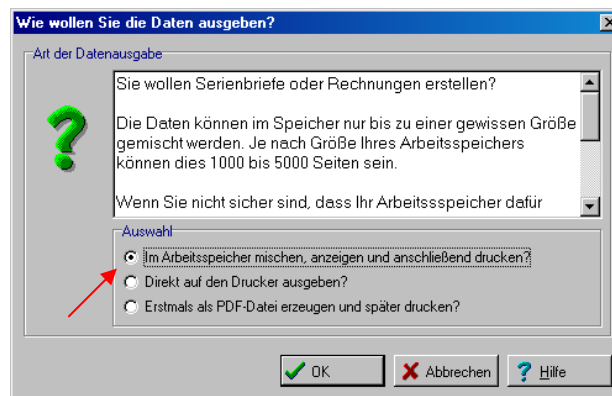 Wie wollen Sie die Daten ausgeben?
Art der Datenausgabe
Sie wollen Serienbriefe oder Rechnungen erstellen?
Die Daten können im Speicher nur bis zu einer gewissen Größe
gemischt werden. Je nach Größe Ihres Arbeitsspeichers
können dies 1000 bis 5000 Seiten sein.
Wenn Sie nicht sicher sind, dass Ihr Arbeitssspeicher dafür
Auswahl
Im Arbeitsspeicher mischen, anzeigen und anschließend drucken?
Direkt auf den Drucker ausgeben?
Erstmals als PDF-Datei erzeugen und später drucken?
OK
Abbrechen
Hilfe